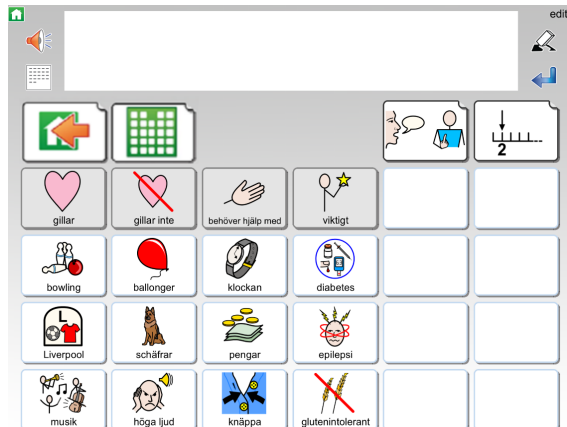 edit
2
gillar
gillar inte
behöver hjälp med
viktigt
bowling
ballonger
klockan
diabetes
L
Liverpool
schäfrar
pengar
epilepsi
musik
höga ljud
knäppa
glutenintolerant